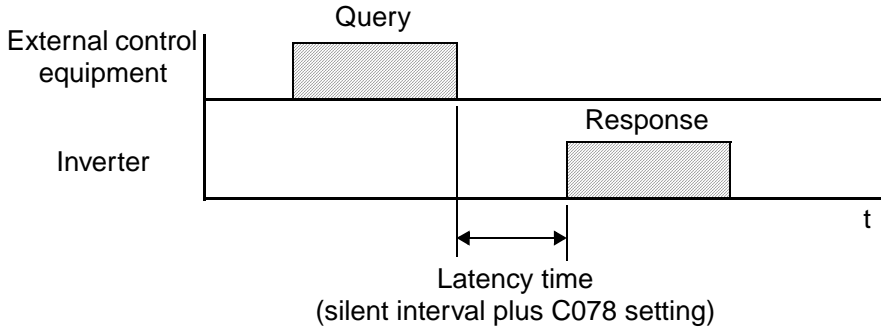 Query
External control
equipment
Response
Inverter
t
Latency time
(silent interval plus C078 setting)